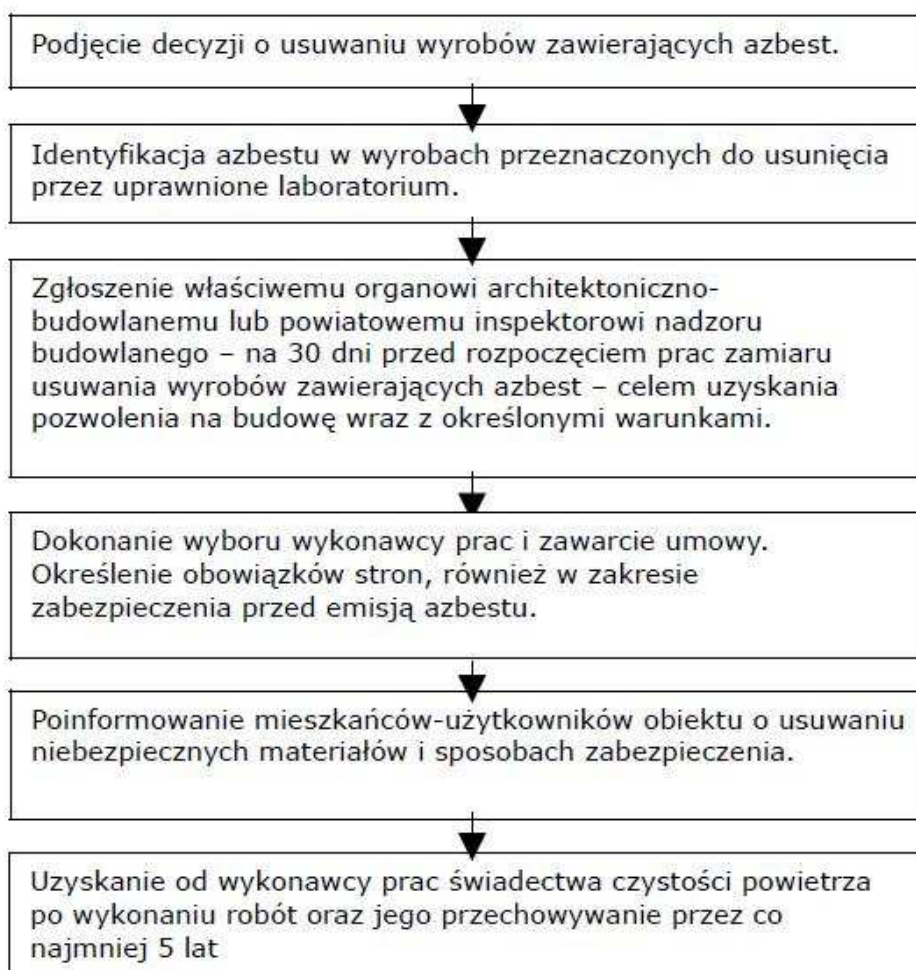 Podjęcie decyzji o usuwaniu wyrobów zawierających azbest.
Identyfikacja azbestu w wyrobach przeznaczonych do usunięcia
przez uprawnione laboratorium.
Zgłoszenie właściwemu organowi architektoniczno-
budowlanemu lub powiatowemu inspektorowi nadzoru
budowlanego – na 30 dni przed rozpoczęciem prac zamiaru
usuwania wyrobów zawierających azbest – celem uzyskania
pozwolenia na budowę wraz z określonymi warunkami.
Dokonanie wyboru wykonawcy prac i zawarcie umowy.
Określenie obowiązków stron, również w zakresie
zabezpieczenia przed emisją azbestu.
Poinformowanie mieszkańców-użytkowników obiektu o usuwaniu
niebezpiecznych materiałów i sposobach zabezpieczenia.
Uzyskanie od wykonawcy prac świadectwa czystości powietrza
po wykonaniu robót oraz jego przechowywanie przez co
najmniej 5 lat